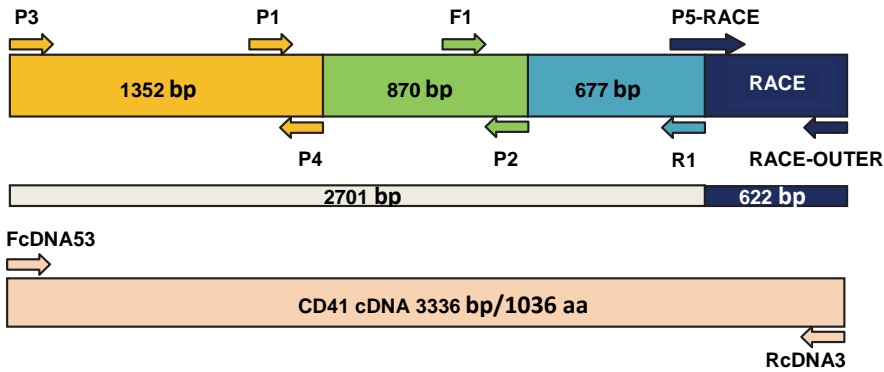 P3 P1 F1 P5-RACE
1352 bp 870 bp 677 bp RACE
P4 P2 R1 RACE-OUTER
2701 bp 622 bp
FcDNA53
CD41 cDNA 3336 bp/1036 aa
RcDNA3